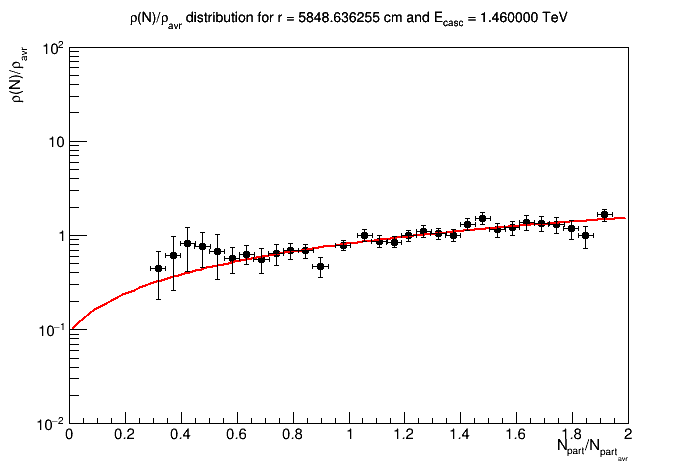 ρ(N)/ρavr distribution for r = 5848.636255 cm and Ecasc = 1.460000 TeV
ρ(N)/ρavr
10²
10
1
10⁻¹
10⁻²
0 0.2 0.4 0.6 0.8 1 1.2 1.4 1.6 1.8 2
Npart/Npartavr